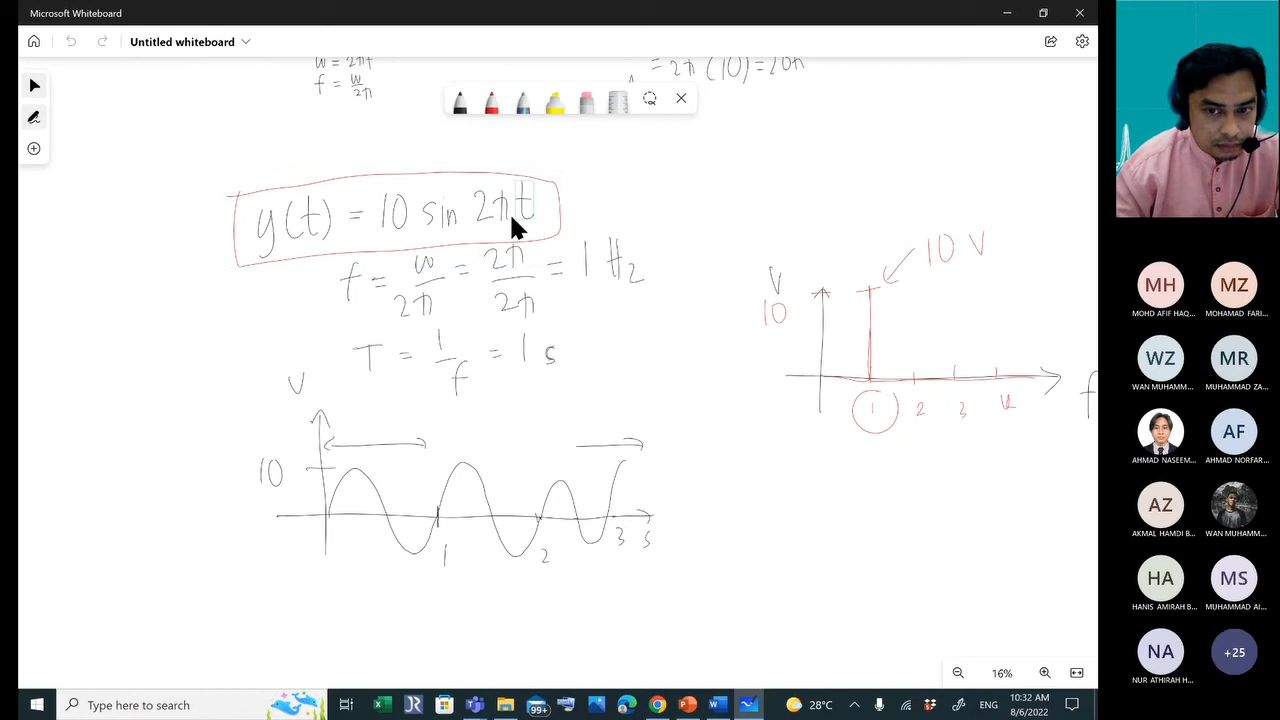 Microsoft Whiteboard
Untitled whiteboard
w = 2πf
f = w/2π
= 2π (10) = 20π
y(t) = 10 sin 2πt
f = w/2π = 2π/2π = 1 Hz
T = 1/f = 1 s
V
10
1
2
3
s
V
10
10 V
1
2
3
4
f
MH
MOHD AFIF HAQ...
MZ
MOHAMAD FARI...
WZ
WAN MUHAMM...
MR
MUHAMMAD ZA...
AHMAD NASEEM...
AF
AHMAD NORFAR...
AZ
AKMAL HAMDI B...
WAN MUHAMM...
HA
HANIS AMIRAH B...
MS
MUHAMMAD AI...
NA
NUR ATHIRAH H...
+25
16%
Type here to search
99+
28°C
ENG
10:32 AM
8/6/2022